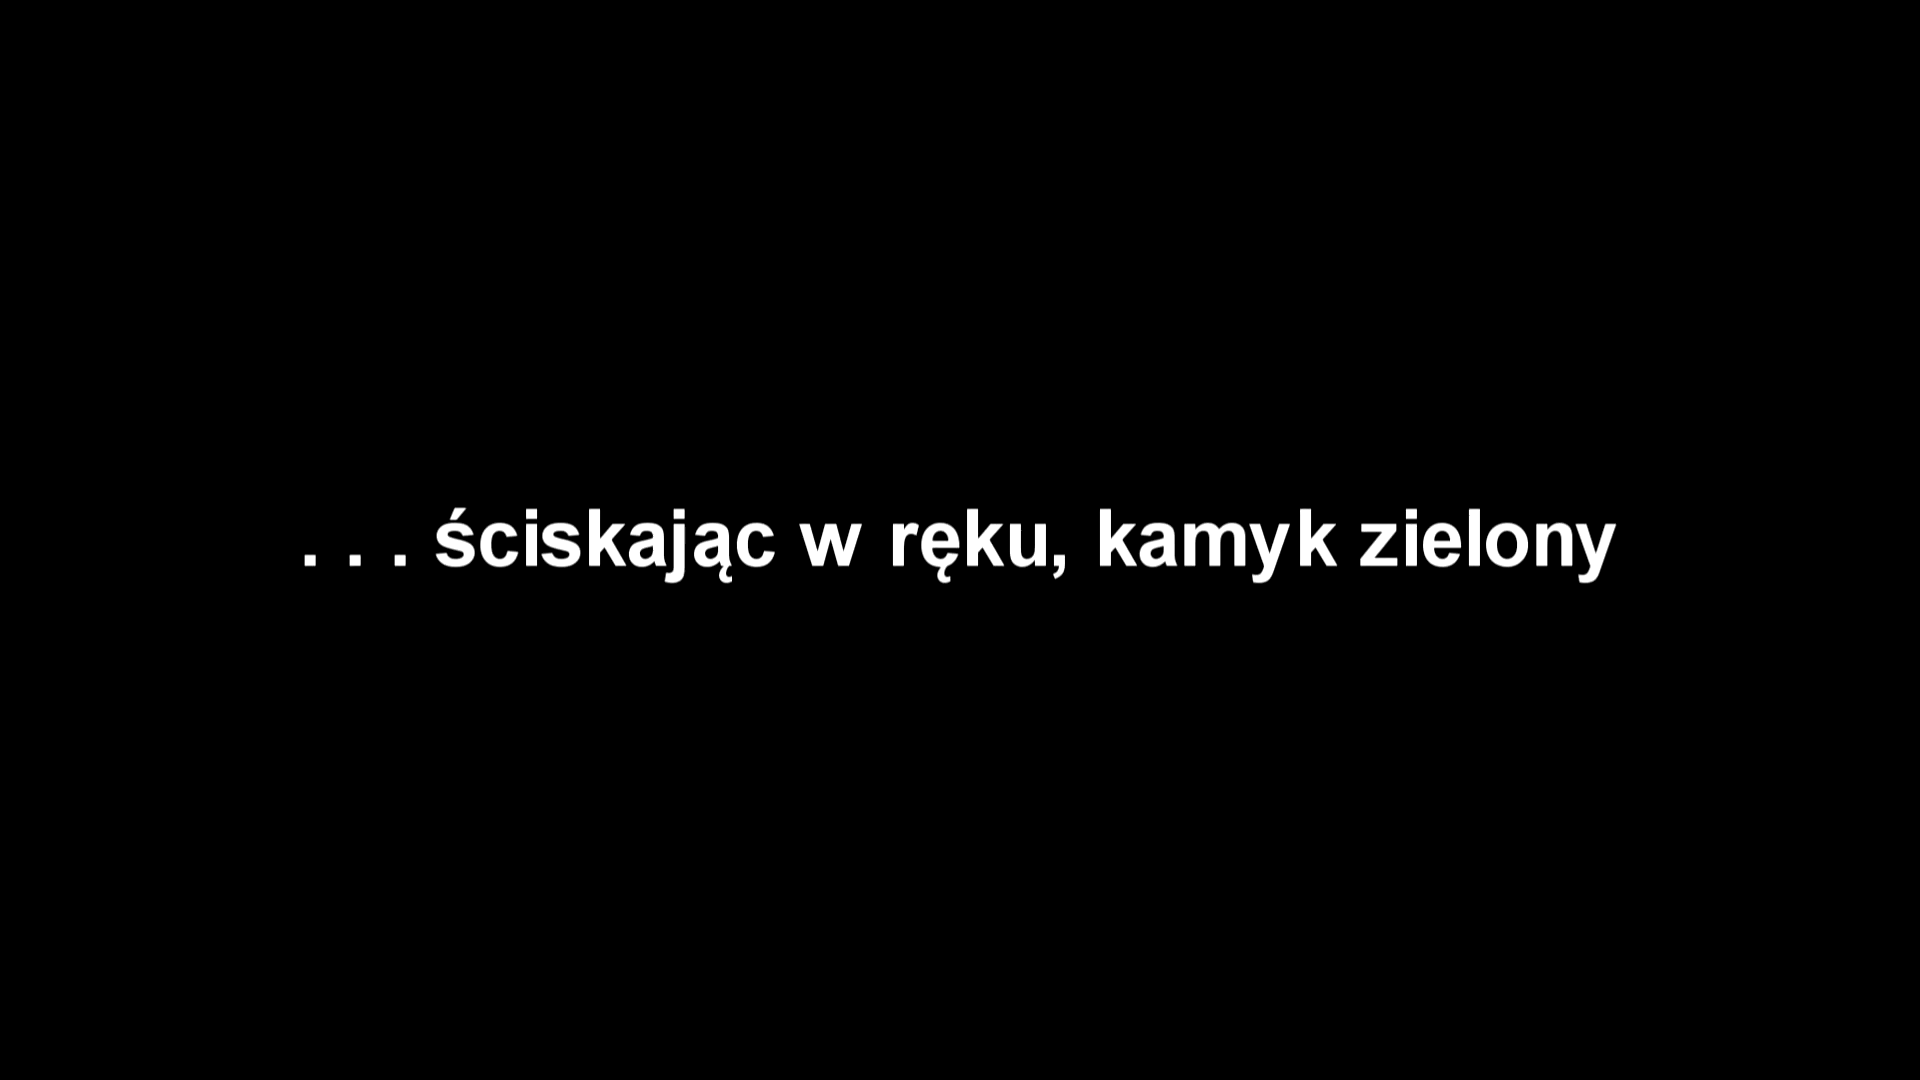 . . . ściskając w ręku, kamyk zielony